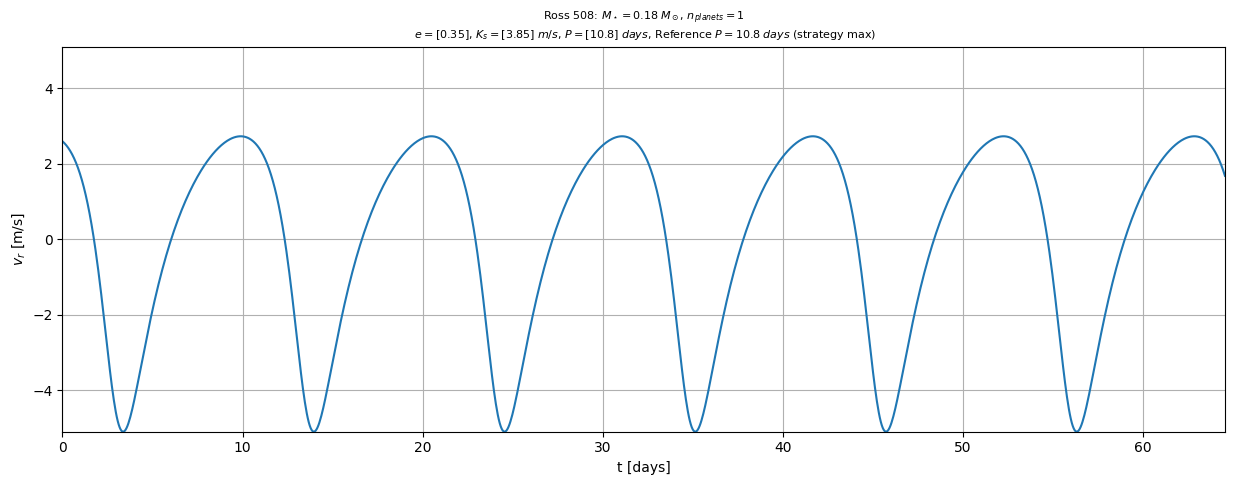 Ross 508: $M_\star = 0.18\ M_\odot$, $n_{planets} = 1$
$e = [0.35]$, $K_s = [3.85]\ m/s$, $P = [10.8]\ days$, Reference $P = 10.8\ days$ (strategy max)
4
2
0
−2
−4
$v_r$ [m/s]
0 10 20 30 40 50 60
t [days]